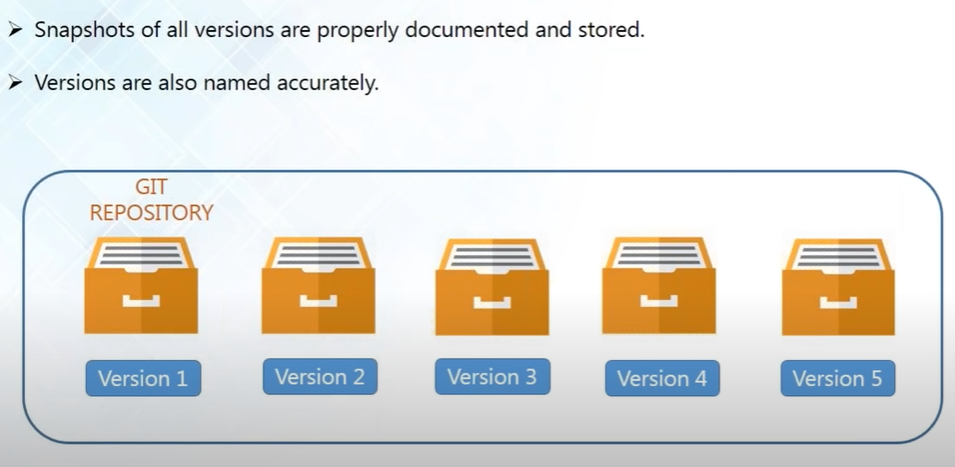 Snapshots of all versions are properly documented and stored.
Versions are also named accurately.
GIT
REPOSITORY
Version 1
Version 2
Version 3
Version 4
Version 5